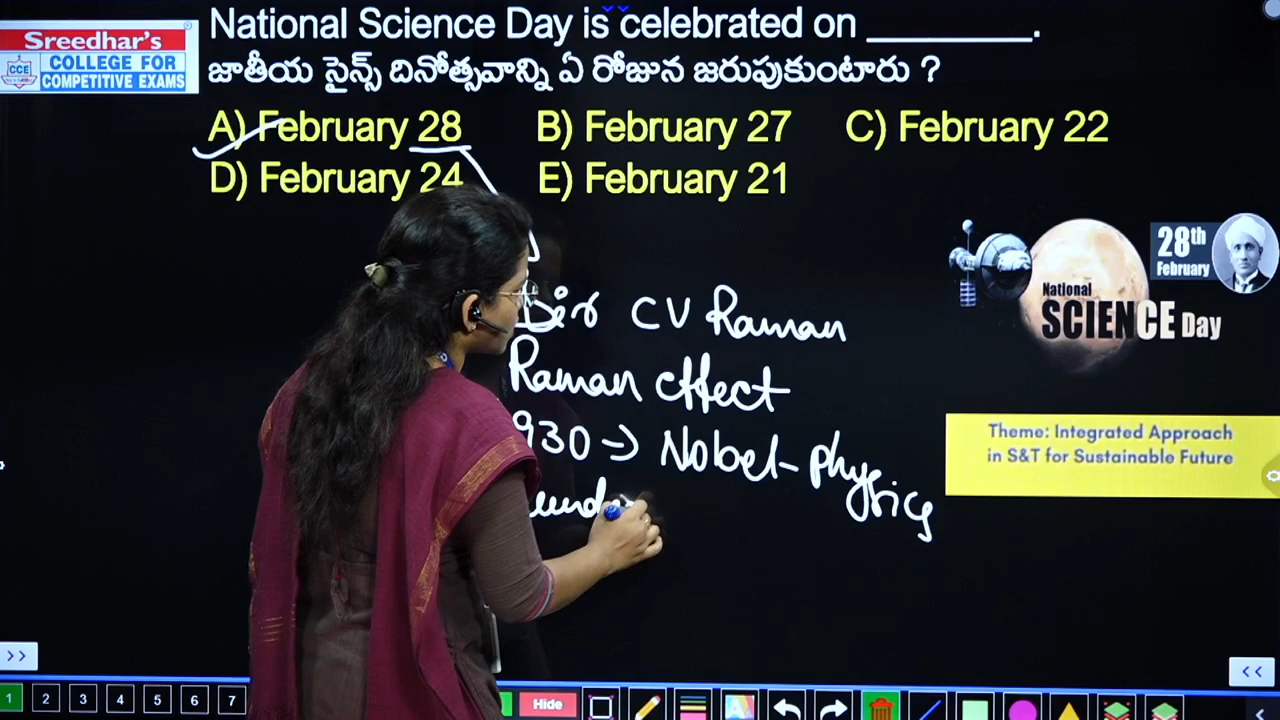 National Science Day is celebrated on _________.
Sreedhar's
CCE
COLLEGE FOR
COMPETITIVE EXAMS
జాతీయ సైన్స్ దినోత్సవాన్ని ఏ రోజున జరుపుకుంటారు ?
A) February 28 B) February 27 C) February 22
D) February 24 E) February 21
28th
February
National
SCIENCE Day
Sir CV Raman
Raman effect
930 → Nobel - physics
Theme: Integrated Approach
in S&T for Sustainable Future
>>
<<
1 2 3 4 5 6 7
Hide